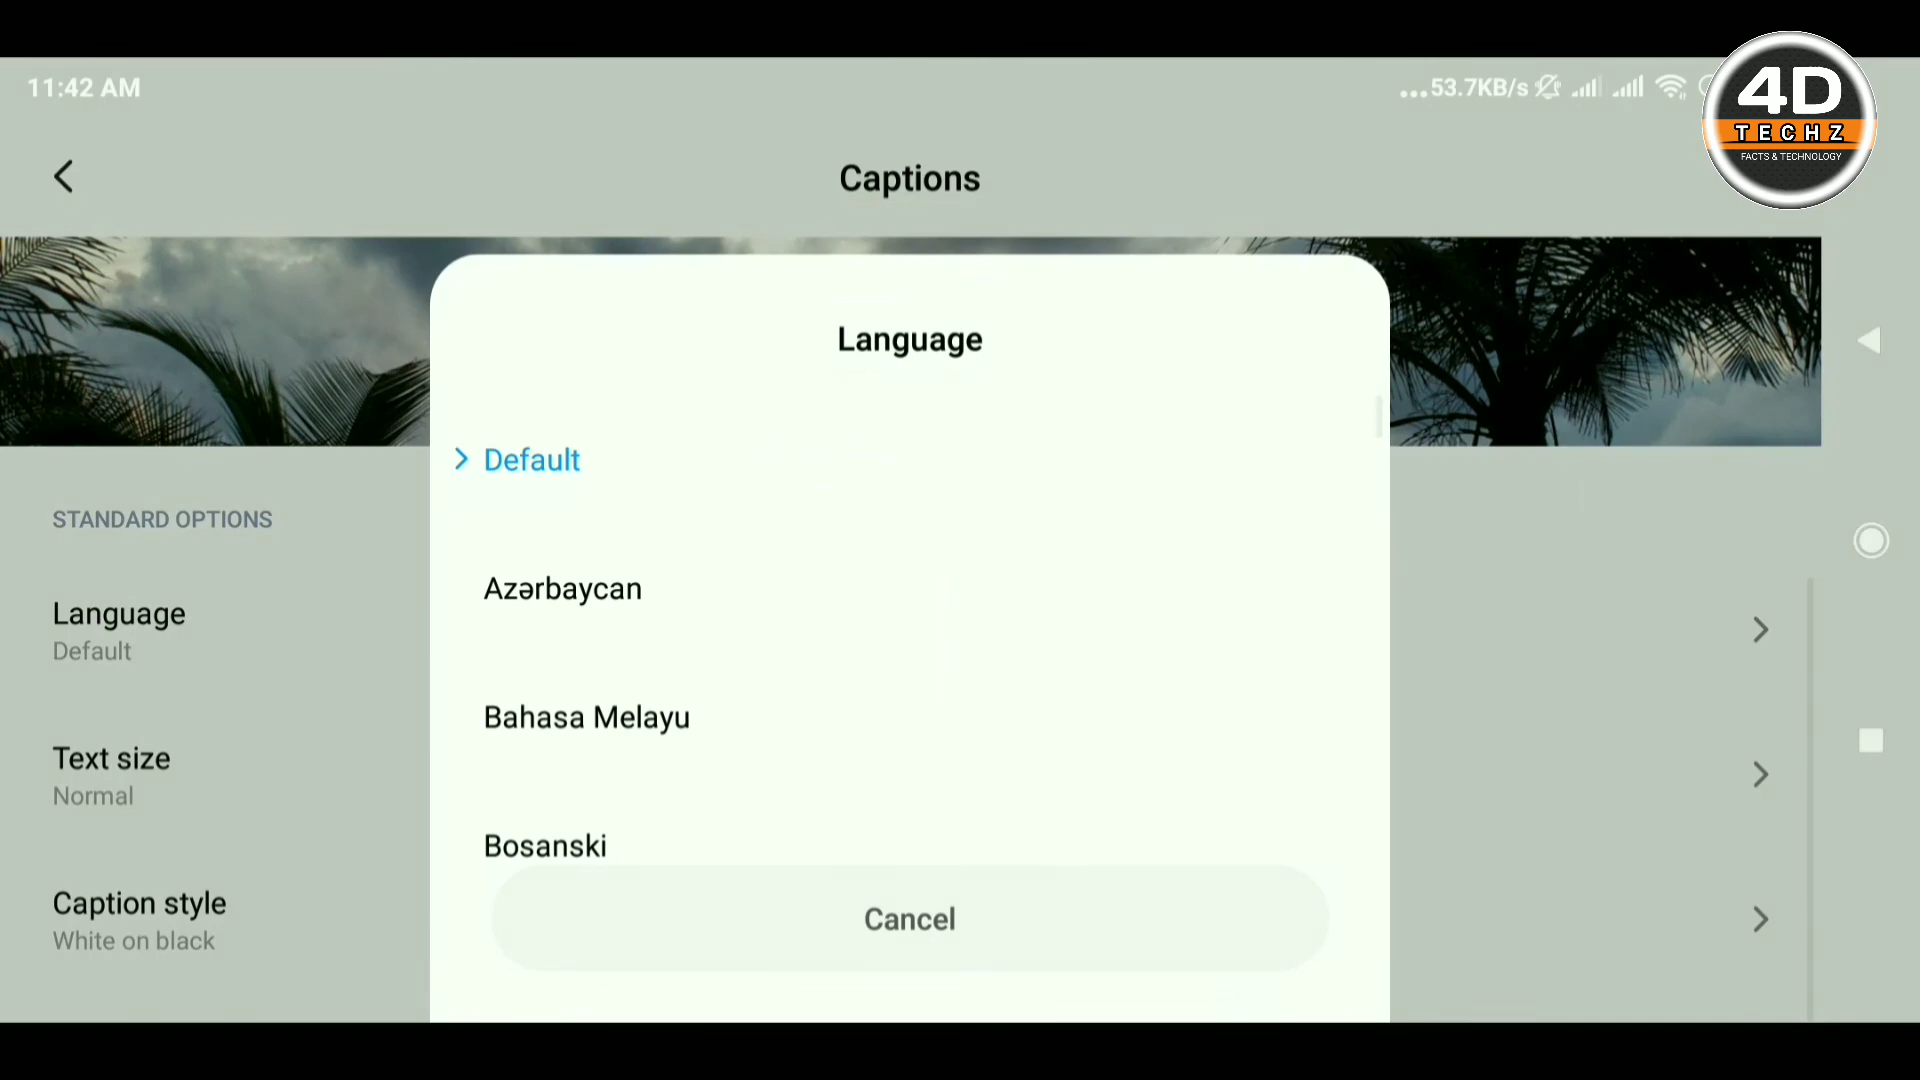 11:42 AM
...53.7KB/s
4D
TECHZ
FACTS & TECHNOLOGY
Captions
Language
Default
Azərbaycan
Bahasa Melayu
Bosanski
Cancel
STANDARD OPTIONS
Language
Default
Text size
Normal
Caption style
White on black